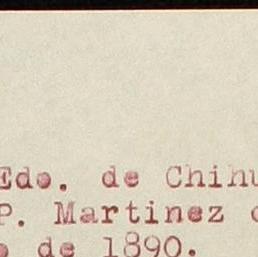 Edo. de Chihu
P. Martinez
de 1890.